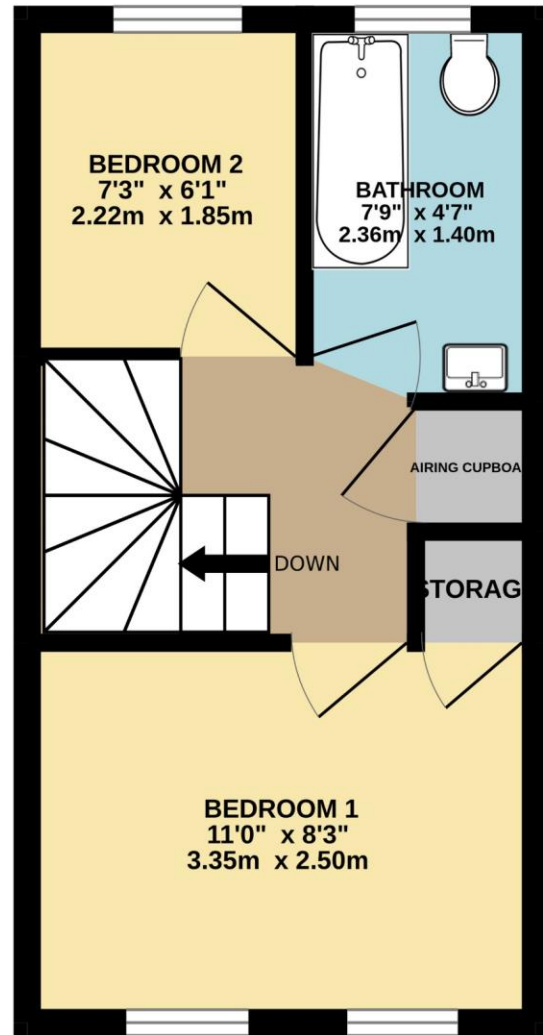 BEDROOM 2
7'3" x 6'1"
2.22m x 1.85m
BATHROOM
7'9" x 4'7"
2.36m x 1.40m
AIRING CUPBOA
STORAG
DOWN
BEDROOM 1
11'0" x 8'3"
3.35m x 2.50m